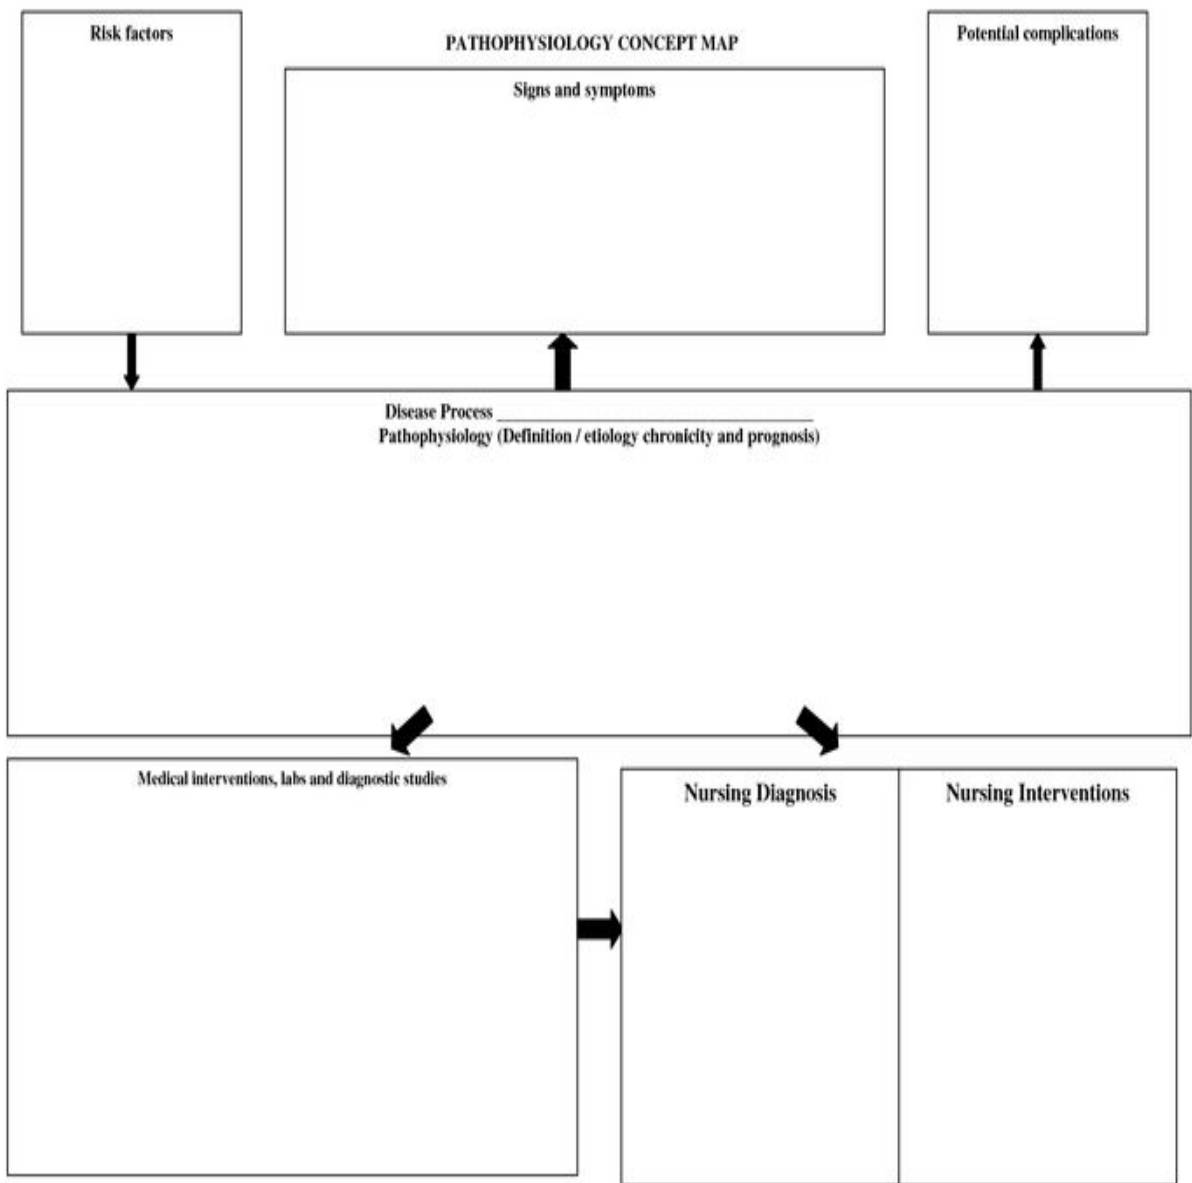 Risk factors
PATHOPHYSIOLOGY CONCEPT MAP
Potential complications
Signs and symptoms
Disease Process ___________________________________
Pathophysiology (Definition / etiology chronicity and prognosis)
Medical interventions, labs and diagnostic studies
Nursing Diagnosis
Nursing Interventions